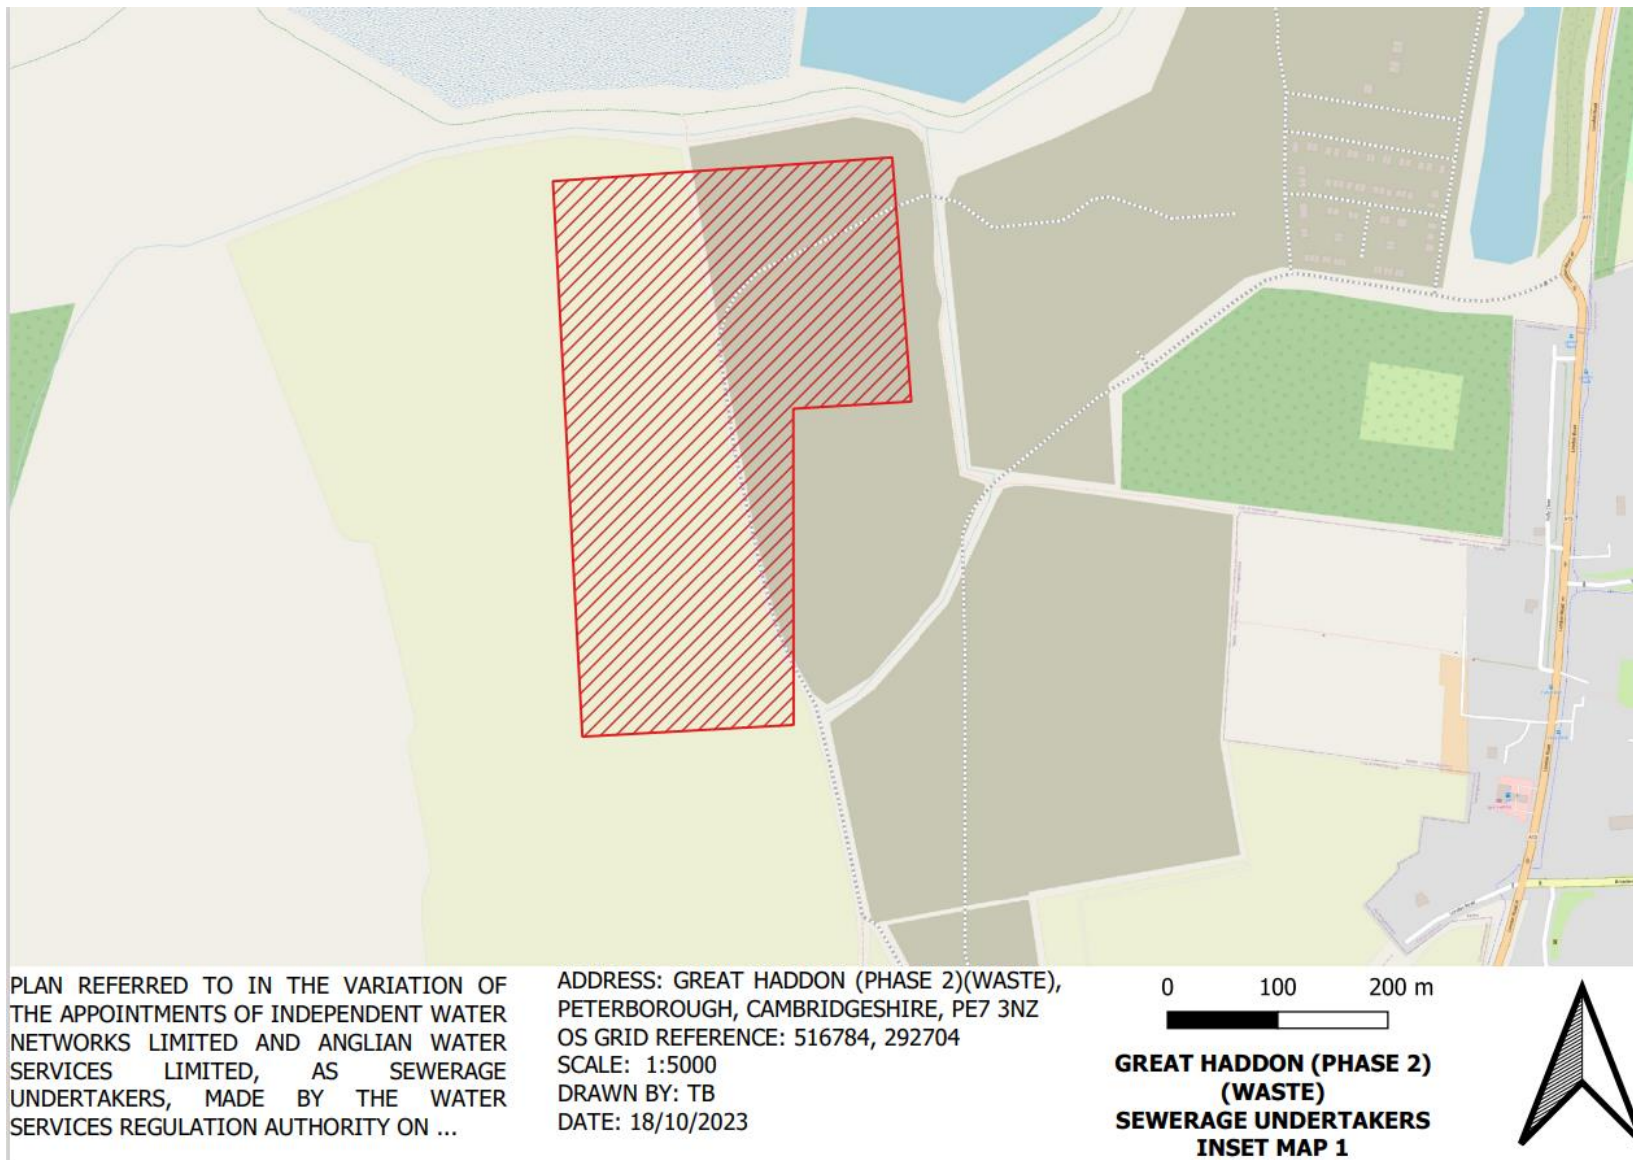 PLAN REFERRED TO IN THE VARIATION OF
THE APPOINTMENTS OF INDEPENDENT WATER
NETWORKS LIMITED AND ANGLIAN WATER
SERVICES LIMITED, AS SEWERAGE
UNDERTAKERS, MADE BY THE WATER
SERVICES REGULATION AUTHORITY ON ...
ADDRESS: GREAT HADDON (PHASE 2)(WASTE),
PETERBOROUGH, CAMBRIDGESHIRE, PE7 3NZ
OS GRID REFERENCE: 516784, 292704
SCALE: 1:5000
DRAWN BY: TB
DATE: 18/10/2023
0 100 200 m
GREAT HADDON (PHASE 2)
(WASTE)
SEWERAGE UNDERTAKERS
INSET MAP 1